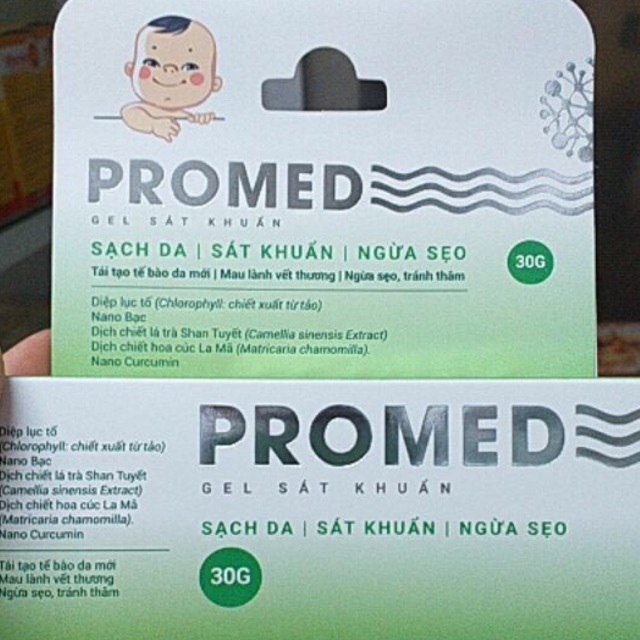 PROMED
GEL SÁT KHUẨN
SẠCH DA | SÁT KHUẨN | NGỪA SẸO
30G
Tái tạo tế bào da mới | Mau lành vết thương | Ngừa sẹo, tránh thâm
Diệp lục tố (Chlorophyll: chiết xuất từ tảo)
Nano Bạc
Dịch chiết lá trà Shan Tuyết (Camellia sinensis Extract)
Dịch chiết hoa cúc La Mã (Matricaria chamomilla).
Nano Curcumin
Diệp lục tố
(Chlorophyll: chiết xuất từ tảo)
Nano Bạc
Dịch chiết lá trà Shan Tuyết
(Camellia sinensis Extract)
Dịch chiết hoa cúc La Mã
(Matricaria chamomilla).
Nano Curcumin
Tái tạo tế bào da mới
Mau lành vết thương
Ngừa sẹo, tránh thâm
PROMED
GEL SÁT KHUẨN
SẠCH DA | SÁT KHUẨN | NGỪA SẸO
30G